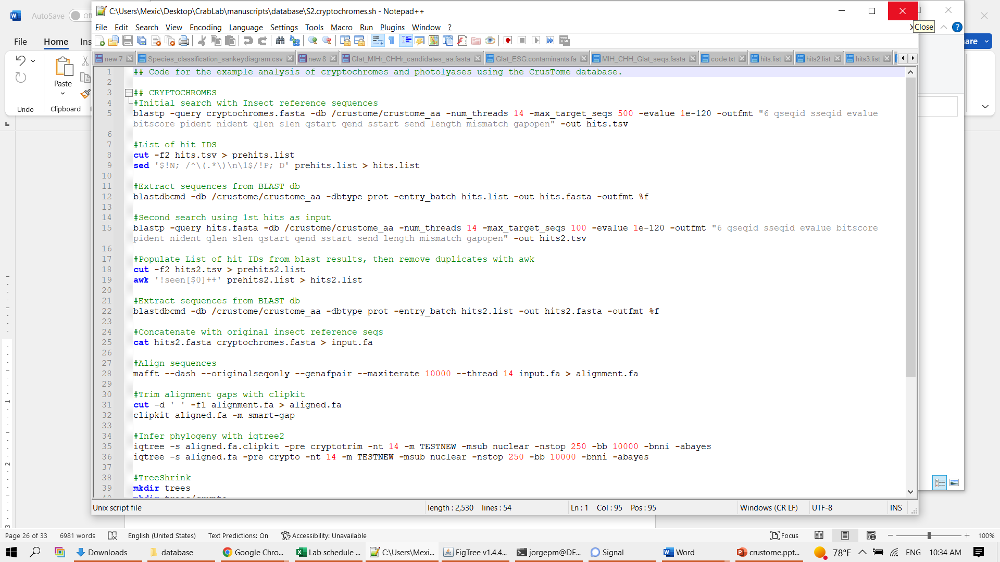 C:\Users\Mexic\Desktop\CrabLab\manuscripts\database\S2.cryptochromes.sh - Notepad++
AutoSave Off
File Edit Search View Encoding Language Settings Tools Macro Run Plugins Window ?
X
Close
File Home Ins
are
new 7 Species_classification_sankeydiagram.csv new 8 Glat_MIHr_CHHr_candidates_aa.fasta Glat_ESG.contaminants.fa MIH_CHH_Glat_seqs.fasta code.txt hits.list hits2.list hits3.list
Paste
Undo
Clipboard
1 ## Code for the example analysis of cryptochromes and photolyases using the CrusTome database.
2
3 ## CRYPTOCHROMES
4 #Initial search with Insect reference sequences
5 blastp -query cryptochromes.fasta -db /crustome/crustome_aa -num_threads 14 -max_target_seqs 500 -evalue 1e-120 -outfmt "6 qseqid sseqid evalue
bitscore pident nident qlen slen qstart qend sstart send length mismatch gapopen" -out hits.tsv
6
7 #List of hit IDS
8 cut -f2 hits.tsv > prehits.list
9 sed '$!N; /^\(.*\)\n\1$/!P; D' prehits.list > hits.list
10
11 #Extract sequences from BLAST db
12 blastdbcmd -db /crustome/crustome_aa -dbtype prot -entry_batch hits.list -out hits.fasta -outfmt %f
13
14 #Second search using 1st hits as input
15 blastp -query hits.fasta -db /crustome/crustome_aa -num_threads 14 -max_target_seqs 100 -evalue 1e-120 -outfmt "6 qseqid sseqid evalue bitscore
pident nident qlen slen qstart qend sstart send length mismatch gapopen" -out hits2.tsv
16
17 #Populate List of hit IDs from blast results, then remove duplicates with awk
18 cut -f2 hits2.tsv > prehits2.list
19 awk '!seen[$0]++' prehits2.list > hits2.list
20
21 #Extract sequences from BLAST db
22 blastdbcmd -db /crustome/crustome_aa -dbtype prot -entry_batch hits2.list -out hits2.fasta -outfmt %f
23
24 #Concatenate with original insect reference seqs
25 cat hits2.fasta cryptochromes.fasta > input.fa
26
27 #Align sequences
28 mafft --dash --originalseqonly --genafpair --maxiterate 10000 --thread 14 input.fa > alignment.fa
29
30 #Trim alignment gaps with clipkit
31 cut -d ' ' -f1 alignment.fa > aligned.fa
32 clipkit aligned.fa -m smart-gap
33
34 #Infer phylogeny with iqtree2
35 iqtree -s aligned.fa.clipkit -pre cryptotrim -nt 14 -m TESTNEW -msub nuclear -nstop 250 -bb 10000 -bnni -abayes
36 iqtree -s aligned.fa -pre crypto -nt 14 -m TESTNEW -msub nuclear -nstop 250 -bb 10000 -bnni -abayes
37
38 #TreeShrink
39 mkdir trees
Unix script file length : 2,530 lines : 54 Ln : 1 Col : 95 Pos : 95 Windows (CR LF) UTF-8 INS
1
2
3
Page 26 of 33 6981 words English (United States) Text Predictions: On Accessibility: Unavailable Focus 100%
Downloads database Google Chro... Lab schedule ... C:\Users\Mexi... FigTree v1.4.4... jorgepm@DE... Signal Word crustome.ppt... 78°F ENG 10:34 AM